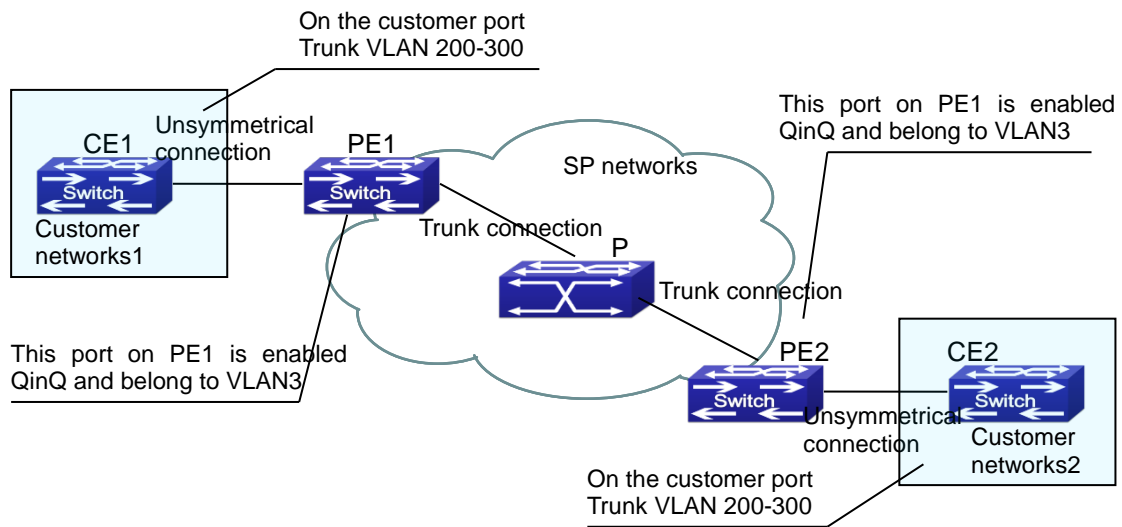 On the customer port
Trunk VLAN 200-300
This port on PE1 is enabled
QinQ and belong to VLAN3
Unsymmetrical
connection
CE1
PE1
SP networks
Switch
Switch
Customer
networks1
Trunk connection
P
Trunk connection
This port on PE1 is enabled
QinQ and belong to VLAN3
PE2
CE2
Switch
Switch
Unsymmetrical
connection
Customer
networks2
On the customer port
Trunk VLAN 200-300